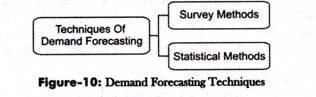 Survey Methods
Techniques Of
Demand Forecasting
Statistical Methods
Figure-10: Demand Forecasting Techniques